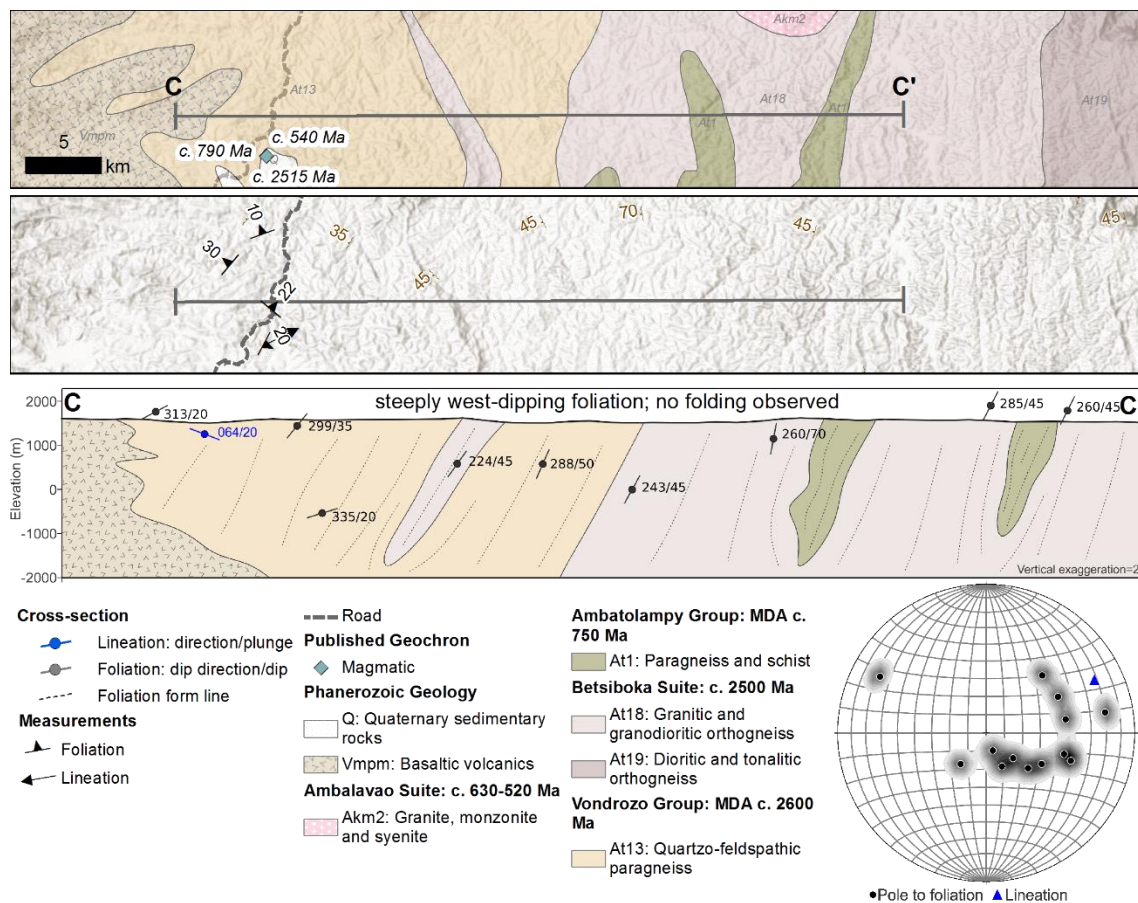 Akm2
C
C'
At13
At18
At1
At1
At19
Vmpm
5
km
c. 540 Ma
c. 790 Ma
c. 2515 Ma
10
35
45
70
45
45
30
45
22
20
2000
C
steeply west-dipping foliation; no folding observed
C
313/20
064/20
299/35
285/45
260/45
1000
224/45
288/50
260/70
Elevation (m)
0
243/45
335/20
-1000
-2000
Vertical exaggeration=2
Cross-section
Lineation: direction/plunge
Foliation: dip direction/dip
Foliation form line
Measurements
Foliation
Lineation
Road
Published Geochron
Magmatic
Phanerozoic Geology
Q: Quaternary sedimentary
rocks
Vmpm: Basaltic volcanics
Ambalavao Suite: c. 630-520 Ma
Akm2: Granite, monzonite
and syenite
Ambatolampy Group: MDA c.
750 Ma
At1: Paragneiss and schist
Betsiboka Suite: c. 2500 Ma
At18: Granitic and
granodioritic orthogneiss
At19: Dioritic and tonalitic
orthogneiss
Vondrozo Group: MDA c. 2600
Ma
At13: Quartzo-feldspathic
paragneiss
Pole to foliation
Lineation